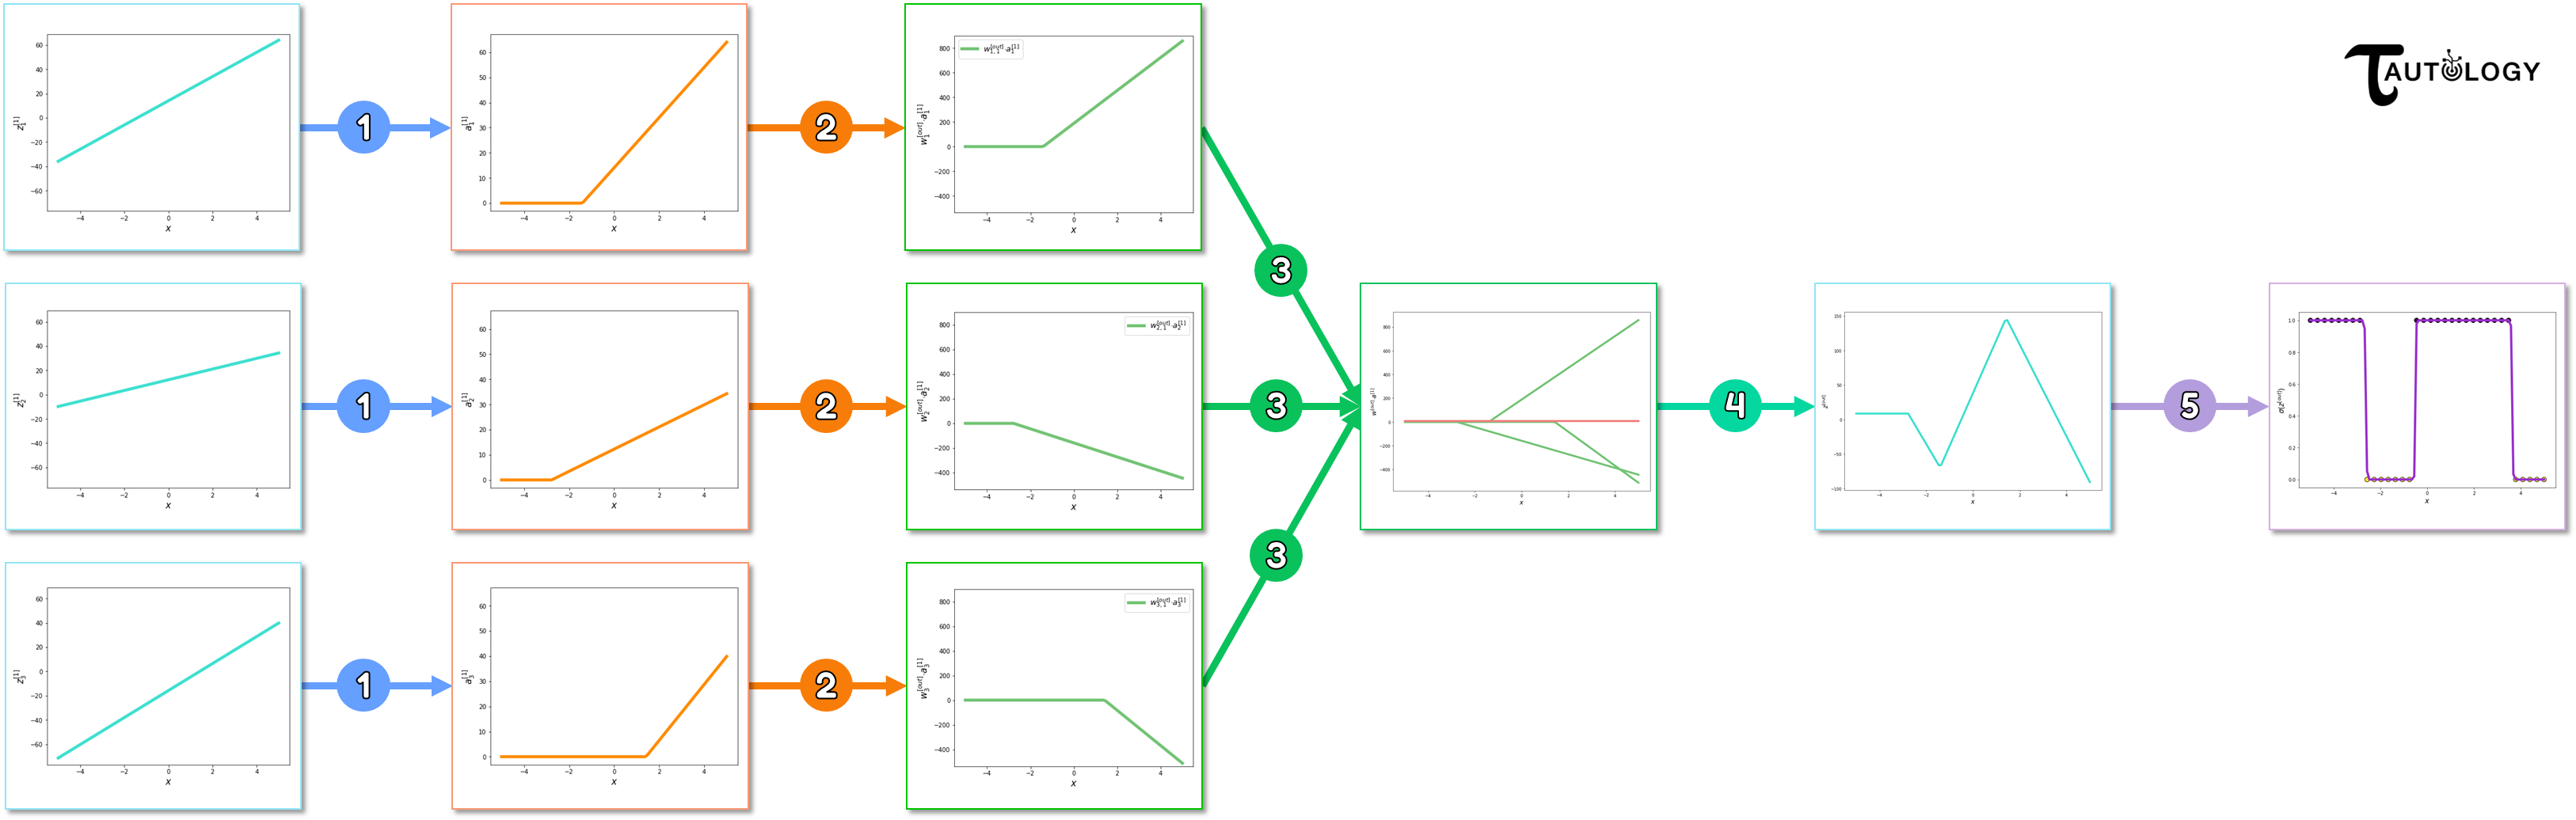 TAUTOLOGY
z_1^{[1]}
60
40
20
0
−20
−40
−60
−4 −2 0 2 4
x
1
a_1^{[1]}
60
50
40
30
20
10
0
−4 −2 0 2 4
x
2
w_{1,1}^{[out]}·a_1^{[1]}
w_1^{[out]}·a_1^{[1]}
800
600
400
200
0
−200
−400
−4 −2 0 2 4
x
3
z_2^{[1]}
60
40
20
0
−20
−40
−60
−4 −2 0 2 4
x
1
a_2^{[1]}
60
50
40
30
20
10
0
−4 −2 0 2 4
x
2
w_{2,1}^{[out]}·a_2^{[1]}
w_2^{[out]}·a_2^{[1]}
800
600
400
200
0
−200
−400
−4 −2 0 2 4
x
3
w^{[out]}·a^{[1]}
800
600
400
200
0
−200
−400
−4 −2 0 2 4
x
4
z^{[out]}
150
100
50
0
−50
−100
−4 −2 0 2 4
x
5
σ(z^{[out]})
1.0
0.8
0.6
0.4
0.2
0.0
−4 −2 0 2 4
x
z_3^{[1]}
60
40
20
0
−20
−40
−60
−4 −2 0 2 4
x
1
a_3^{[1]}
60
50
40
30
20
10
0
−4 −2 0 2 4
x
2
w_{3,1}^{[out]}·a_3^{[1]}
w_3^{[out]}·a_3^{[1]}
800
600
400
200
0
−200
−400
−4 −2 0 2 4
x
3